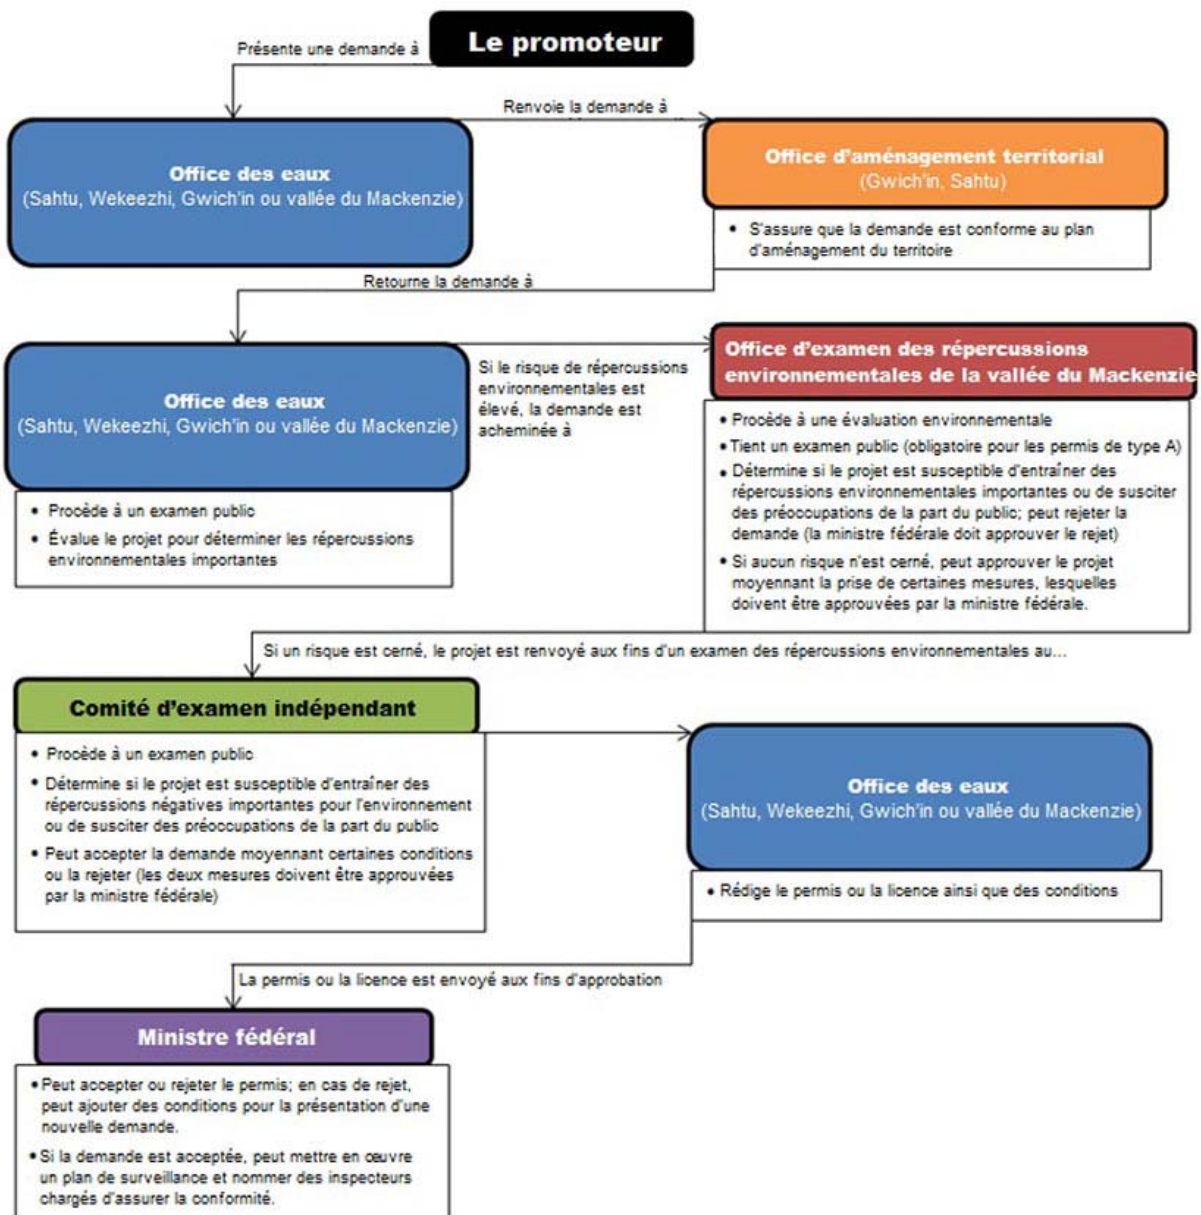 Le promoteur
Présente une demande à
Renvoie la demande à
Office des eaux
(Sahtu, Wekeezhi, Gwich'in ou vallée du Mackenzie)
Office d'aménagement territorial
(Gwich'in, Sahtu)
• S'assure que la demande est conforme au plan
d'aménagement du territoire
Retourne la demande à
Office des eaux
(Sahtu, Wekeezhi, Gwich'in ou vallée du Mackenzie)
• Procède à un examen public
• Évalue le projet pour déterminer les répercussions
environnementales importantes
Si le risque de répercussions
environnementales est
élevé, la demande est
acheminée à
Office d'examen des répercussions
environnementales de la vallée du Mackenzie
• Procède à une évaluation environnementale
• Tient un examen public (obligatoire pour les permis de type A)
• Détermine si le projet est susceptible d'entraîner des
répercussions environnementales importantes ou de susciter
des préoccupations de la part du public; peut rejeter la
demande (la ministre fédérale doit approuver le rejet)
• Si aucun risque n'est cerné, peut approuver le projet
moyennant la prise de certaines mesures, lesquelles
doivent être approuvées par la ministre fédérale.
Si un risque est cerné, le projet est renvoyé aux fins d'un examen des répercussions environnementales au...
Comité d'examen indépendant
• Procède à un examen public
• Détermine si le projet est susceptible d'entraîner des
répercussions négatives importantes pour l'environnement
ou de susciter des préoccupations de la part du public
• Peut accepter la demande moyennant certaines conditions
ou la rejeter (les deux mesures doivent être approuvées
par la ministre fédérale)
Office des eaux
(Sahtu, Wekeezhi, Gwich'in ou vallée du Mackenzie)
• Rédige le permis ou la licence ainsi que des conditions
La permis ou la licence est envoyé aux fins d'approbation
Ministre fédéral
• Peut accepter ou rejeter le permis; en cas de rejet,
peut ajouter des conditions pour la présentation d'une
nouvelle demande.
• Si la demande est acceptée, peut mettre en œuvre
un plan de surveillance et nommer des inspecteurs
chargés d'assurer la conformité.